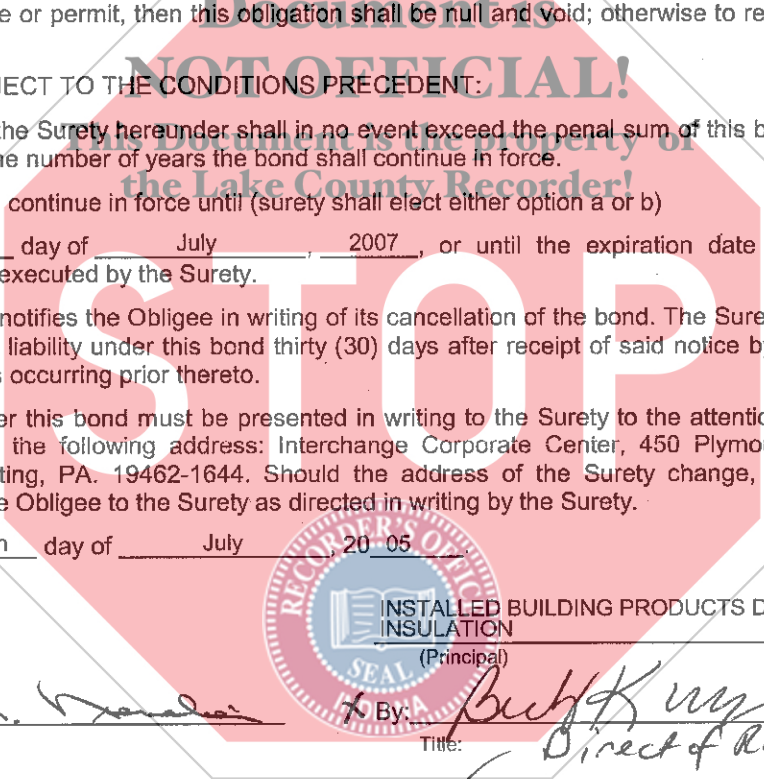 e or permit, then this obligation shall be null and void; otherwise to re
Document is
NOT OFFICIAL!
JECT TO THE CONDITIONS PRECEDENT:
the Surety hereunder shall in no event exceed the penal sum of this b
This Document is the property of
ne number of years the bond shall continue in force.
the Lake County Recorder!
continue in force until (surety shall elect either option a or b)
day of July , 2007 , or until the expiration date
executed by the Surety.
STOP
notifies the Obligee in writing of its cancellation of the bond. The Sure
liability under this bond thirty (30) days after receipt of said notice by
s occurring prior thereto.
er this bond must be presented in writing to the Surety to the attentio
the following address: Interchange Corporate Center, 450 Plymo
ting, PA. 19462-1644. Should the address of the Surety change,
e Obligee to the Surety as directed in writing by the Surety.
day of July , 20 05 .
RECORDER'S OFFIC
SEAL
INSTALLED BUILDING PRODUCTS D
INSULATION
(Principal)
X By:
Title: Direct of R